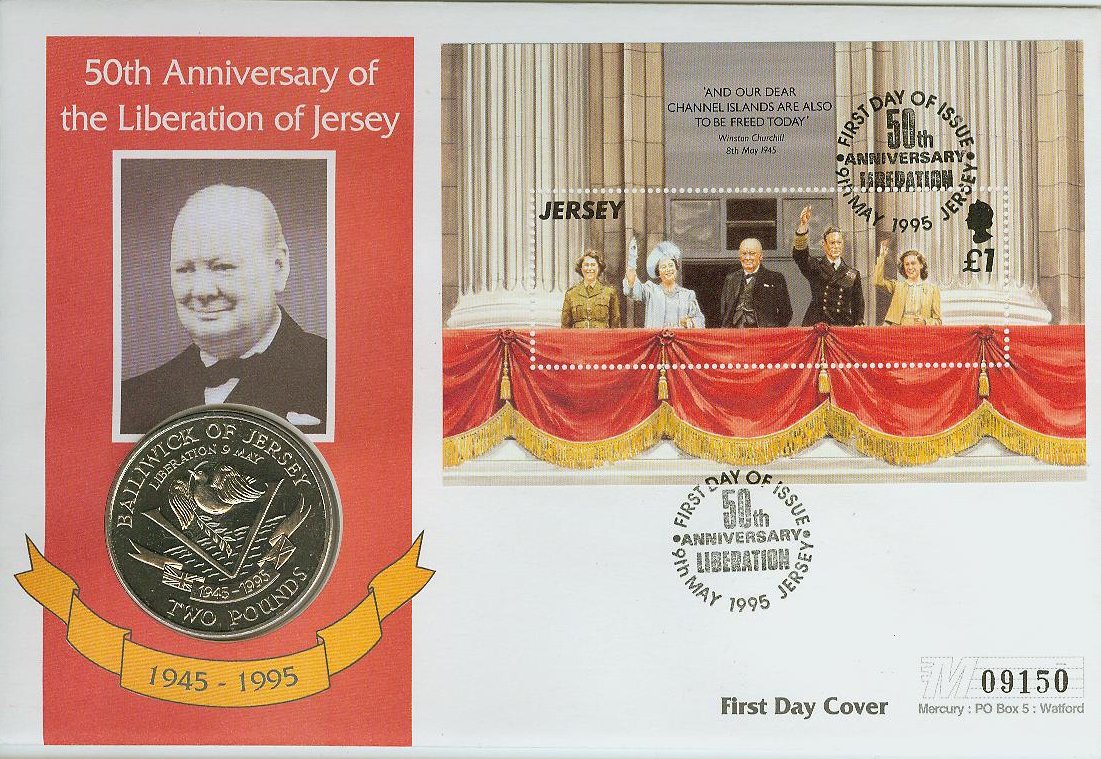 50th Anniversary of
the Liberation of Jersey
'AND OUR DEAR
CHANNEL ISLANDS ARE ALSO
TO BE FREED TODAY'
Winston Churchill
8th May 1945
FIRST DAY OF ISSUE
50th
ANNIVERSARY
LIBERATION
9th MAY 1995 JERSEY
JERSEY
£1
BAILIWICK OF JERSEY
LIBERATION 9 MAY
1945-1995
TWO POUNDS
1945 - 1995
FIRST DAY OF ISSUE
50th
ANNIVERSARY
LIBERATION
9th MAY 1995 JERSEY
First Day Cover
M 09150
Mercury : PO Box 5 : Watford